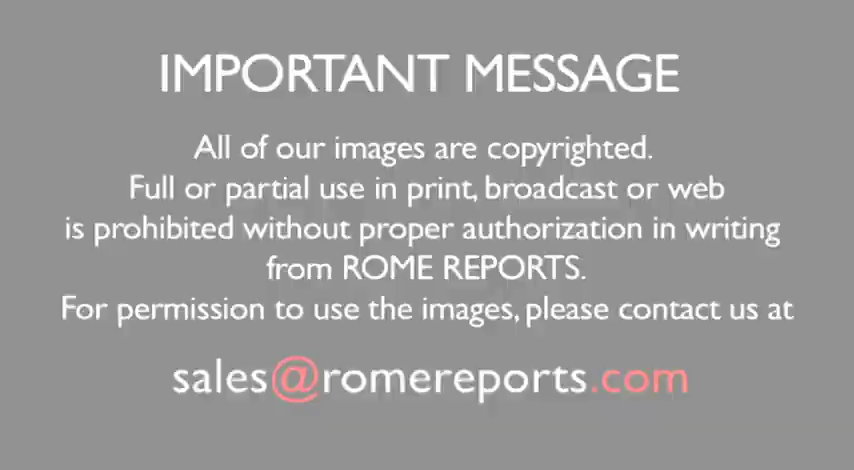 IMPORTANT MESSAGE
All of our images are copyrighted.
Full or partial use in print, broadcast or web
is prohibited without proper authorization in writing
from ROME REPORTS.
For permission to use the images, please contact us at
sales@romereports.com